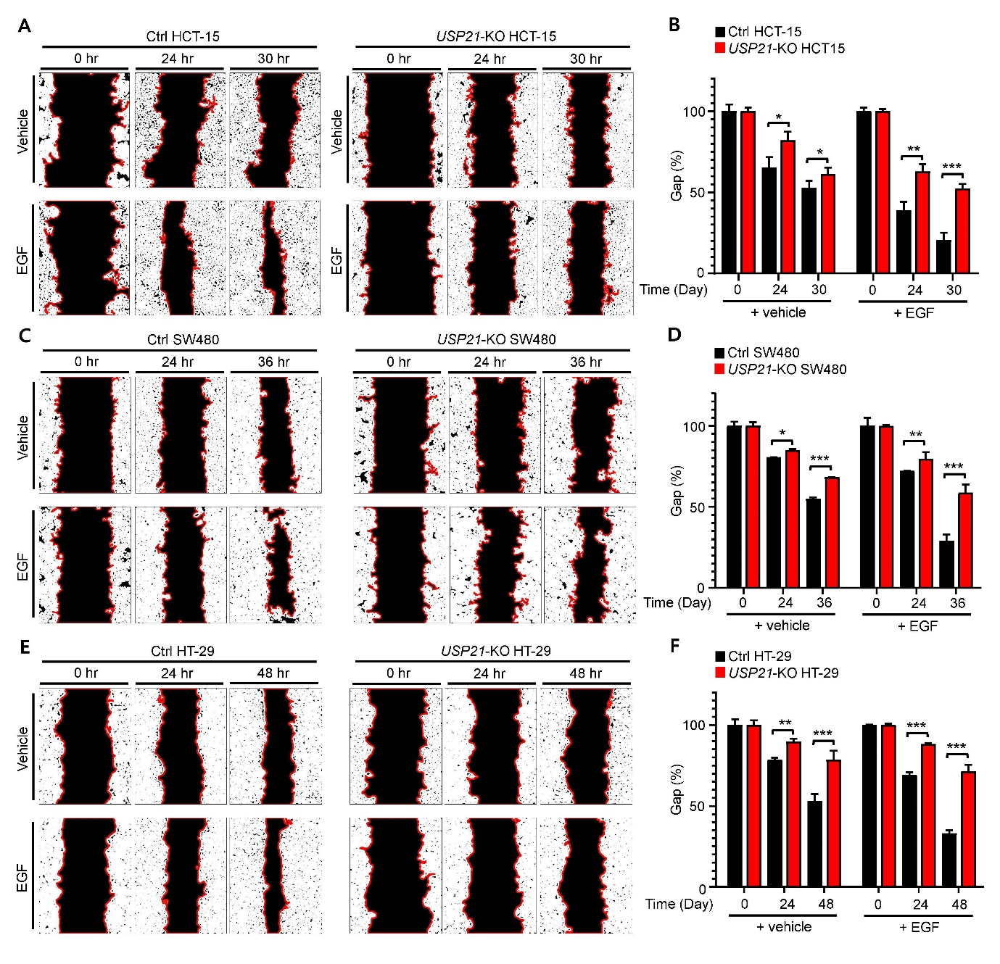 A
Ctrl HCT-15
USP21-KO HCT-15
0 hr 24 hr 30 hr
0 hr 24 hr 30 hr
Vehicle
Vehicle
EGF
EGF
B
Ctrl HCT-15
USP21-KO HCT15
Gap (%)
100
50
0
* * ** ***
Time (Day) 0 24 30 0 24 30
+ vehicle + EGF
C
Ctrl SW480
USP21-KO SW480
0 hr 24 hr 36 hr
0 hr 24 hr 36 hr
Vehicle
EGF
D
Ctrl SW480
USP21-KO SW480
Gap (%)
100
50
0
* *** ** ***
Time (Day) 0 24 36 0 24 36
+ vehicle + EGF
E
Ctrl HT-29
USP21-KO HT-29
0 hr 24 hr 48 hr
0 hr 24 hr 48 hr
Vehicle
EGF
F
Ctrl HT-29
USP21-KO HT-29
Gap (%)
100
50
0
** *** *** ***
Time (Day) 0 24 48 0 24 48
+ vehicle + EGF